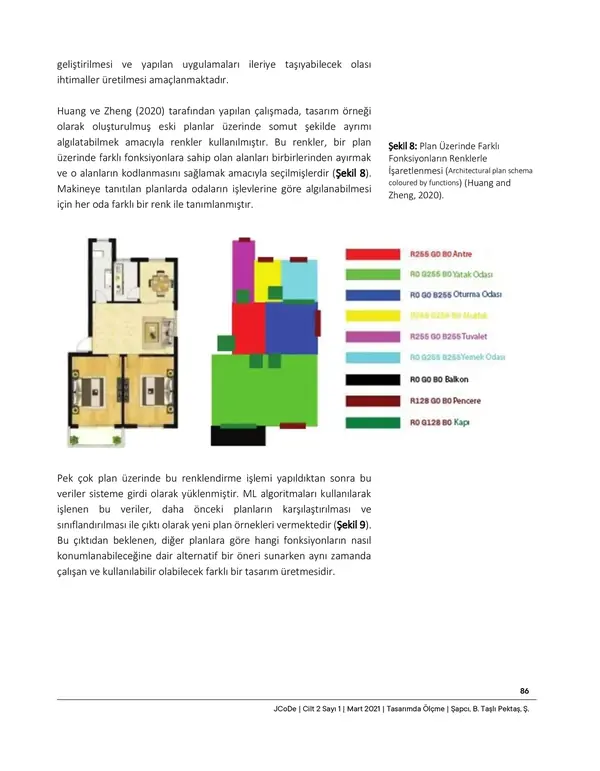 geliştirilmesi ve yapılan uygulamaları ileriye taşıyabilecek olası
ihtimaller üretilmesi amaçlanmaktadır.
Huang ve Zheng (2020) tarafından yapılan çalışmada, tasarım örneği
olarak oluşturulmuş eski planlar üzerinde somut şekilde ayrımı
algılatabilmek amacıyla renkler kullanılmıştır. Bu renkler, bir plan
üzerinde farklı fonksiyonlara sahip olan alanları birbirlerinden ayırmak
ve o alanların kodlanmasını sağlamak amacıyla seçilmişlerdir (Şekil 8).
Makineye tanıtılan planlarda odaların işlevlerine göre algılanabilmesi
için her oda farklı bir renk ile tanımlanmıştır.
Şekil 8: Plan Üzerinde Farklı
Fonksiyonların Renklerle
İşaretlenmesi (Architectural plan schema
coloured by functions) (Huang and
Zheng, 2020).
R255 G0 B0 Antre
R0 G255 B0 Yatak Odası
R0 G0 B255 Oturma Odası
R255 G255 B0 Mutfak
R255 G0 B255 Tuvalet
R0 G255 B255 Yemek Odası
R0 G0 B0 Balkon
R128 G0 B0 Pencere
R0 G128 B0 Kapı
Pek çok plan üzerinde bu renklendirme işlemi yapıldıktan sonra bu
veriler sisteme girdi olarak yüklenmiştir. ML algoritmaları kullanılarak
işlenen bu veriler, daha önceki planların karşılaştırılması ve
sınıflandırılması ile çıktı olarak yeni plan örnekleri vermektedir (Şekil 9).
Bu çıktıdan beklenen, diğer planlara göre hangi fonksiyonların nasıl
konumlanabileceğine dair alternatif bir öneri sunarken aynı zamanda
çalışan ve kullanılabilir olabilecek farklı bir tasarım üretmesidir.
86
JCoDe | Cilt 2 Sayı 1 | Mart 2021 | Tasarımda Ölçme | Şapcı, B. Taşlı Pektaş, Ş.